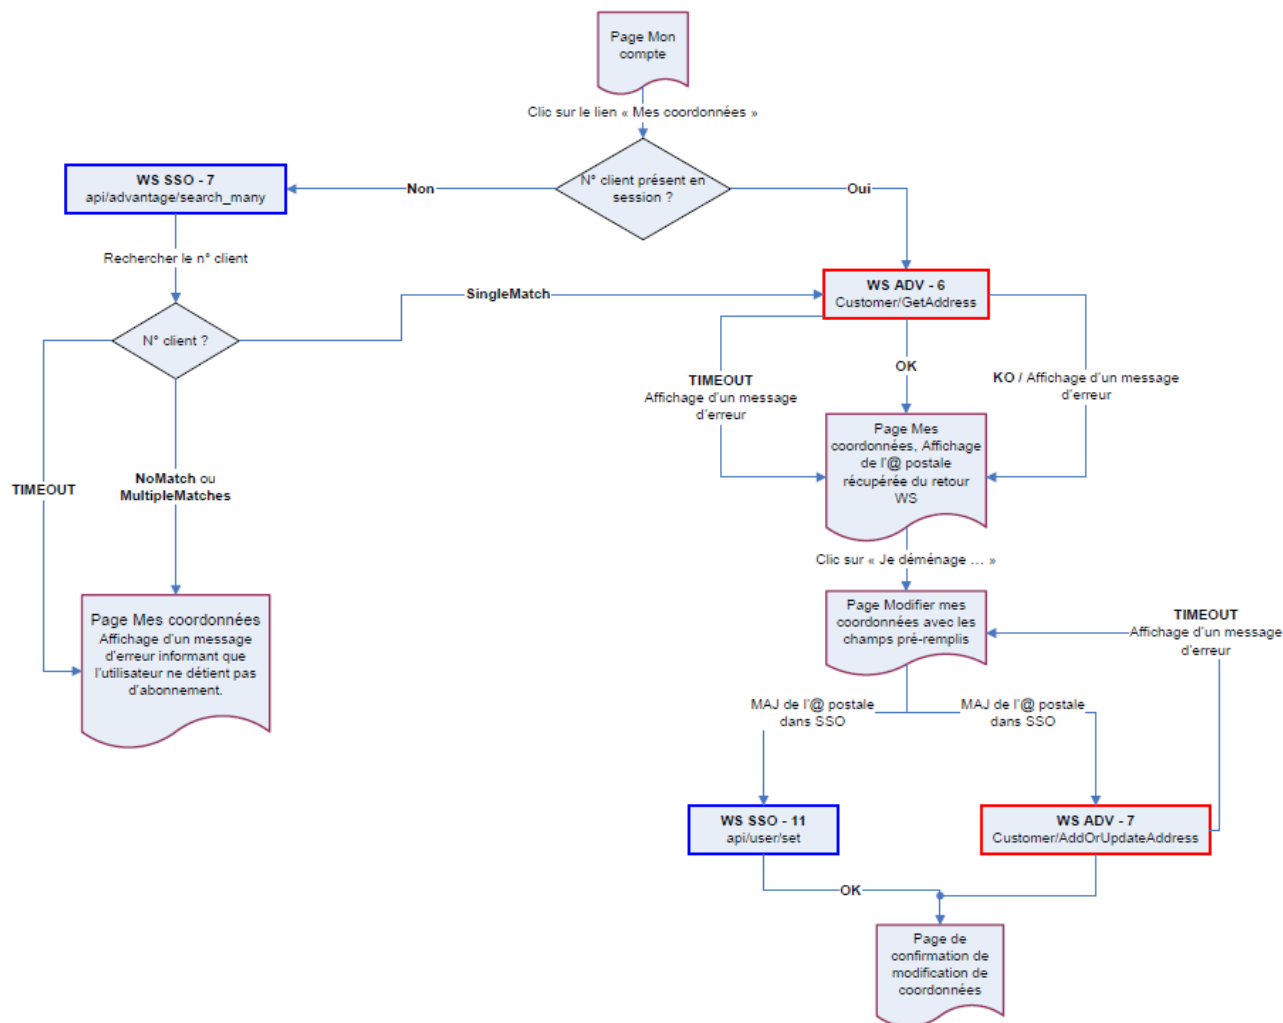 Page Mon
compte
Clic sur le lien « Mes coordonnées »
N° client présent en
session ?
Non
Oui
WS SSO - 7
api/advantage/search_many
Rechercher le n° client
N° client ?
SingleMatch
WS ADV - 6
Customer/GetAddress
TIMEOUT
Affichage d'un message
d'erreur
OK
KO / Affichage d'un message
d'erreur
TIMEOUT
NoMatch ou
MultipleMatches
Page Mes coordonnées
Affichage d'un message
d'erreur informant que
l'utilisateur ne détient pas
d'abonnement.
Page Mes
coordonnées, Affichage
de l'@ postale
récupérée du retour
WS
Clic sur « Je déménage ... »
Page Modifier mes
coordonnées avec les
champs pré-remplis
TIMEOUT
Affichage d'un message
d'erreur
MAJ de l'@ postale
dans SSO
MAJ de l'@ postale
dans SSO
WS SSO - 11
api/user/set
WS ADV - 7
Customer/AddOrUpdateAddress
OK
Page de
confirmation de
modification de
coordonnées